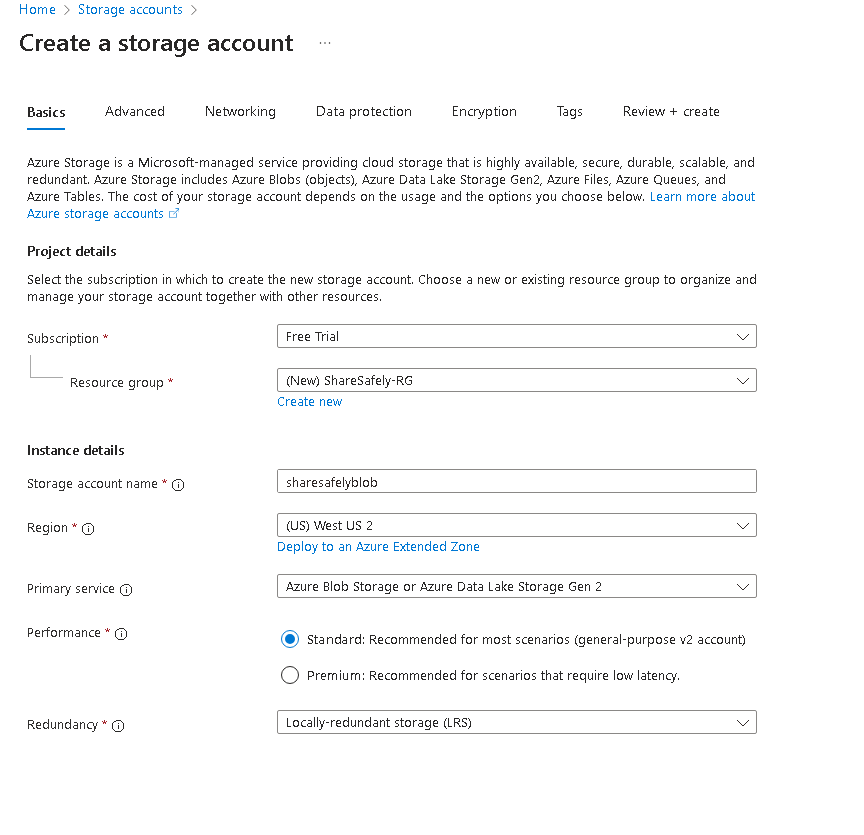 Home > Storage accounts >
Create a storage account ...
Basics Advanced Networking Data protection Encryption Tags Review + create
Azure Storage is a Microsoft-managed service providing cloud storage that is highly available, secure, durable, scalable, and
redundant. Azure Storage includes Azure Blobs (objects), Azure Data Lake Storage Gen2, Azure Files, Azure Queues, and
Azure Tables. The cost of your storage account depends on the usage and the options you choose below. Learn more about
Azure storage accounts
Project details
Select the subscription in which to create the new storage account. Choose a new or existing resource group to organize and
manage your storage account together with other resources.
Subscription * Free Trial
Resource group * (New) ShareSafely-RG
Create new
Instance details
Storage account name * sharesafelyblob
Region * (US) West US 2
Deploy to an Azure Extended Zone
Primary service Azure Blob Storage or Azure Data Lake Storage Gen 2
Performance * Standard: Recommended for most scenarios (general-purpose v2 account)
Premium: Recommended for scenarios that require low latency.
Redundancy * Locally-redundant storage (LRS)